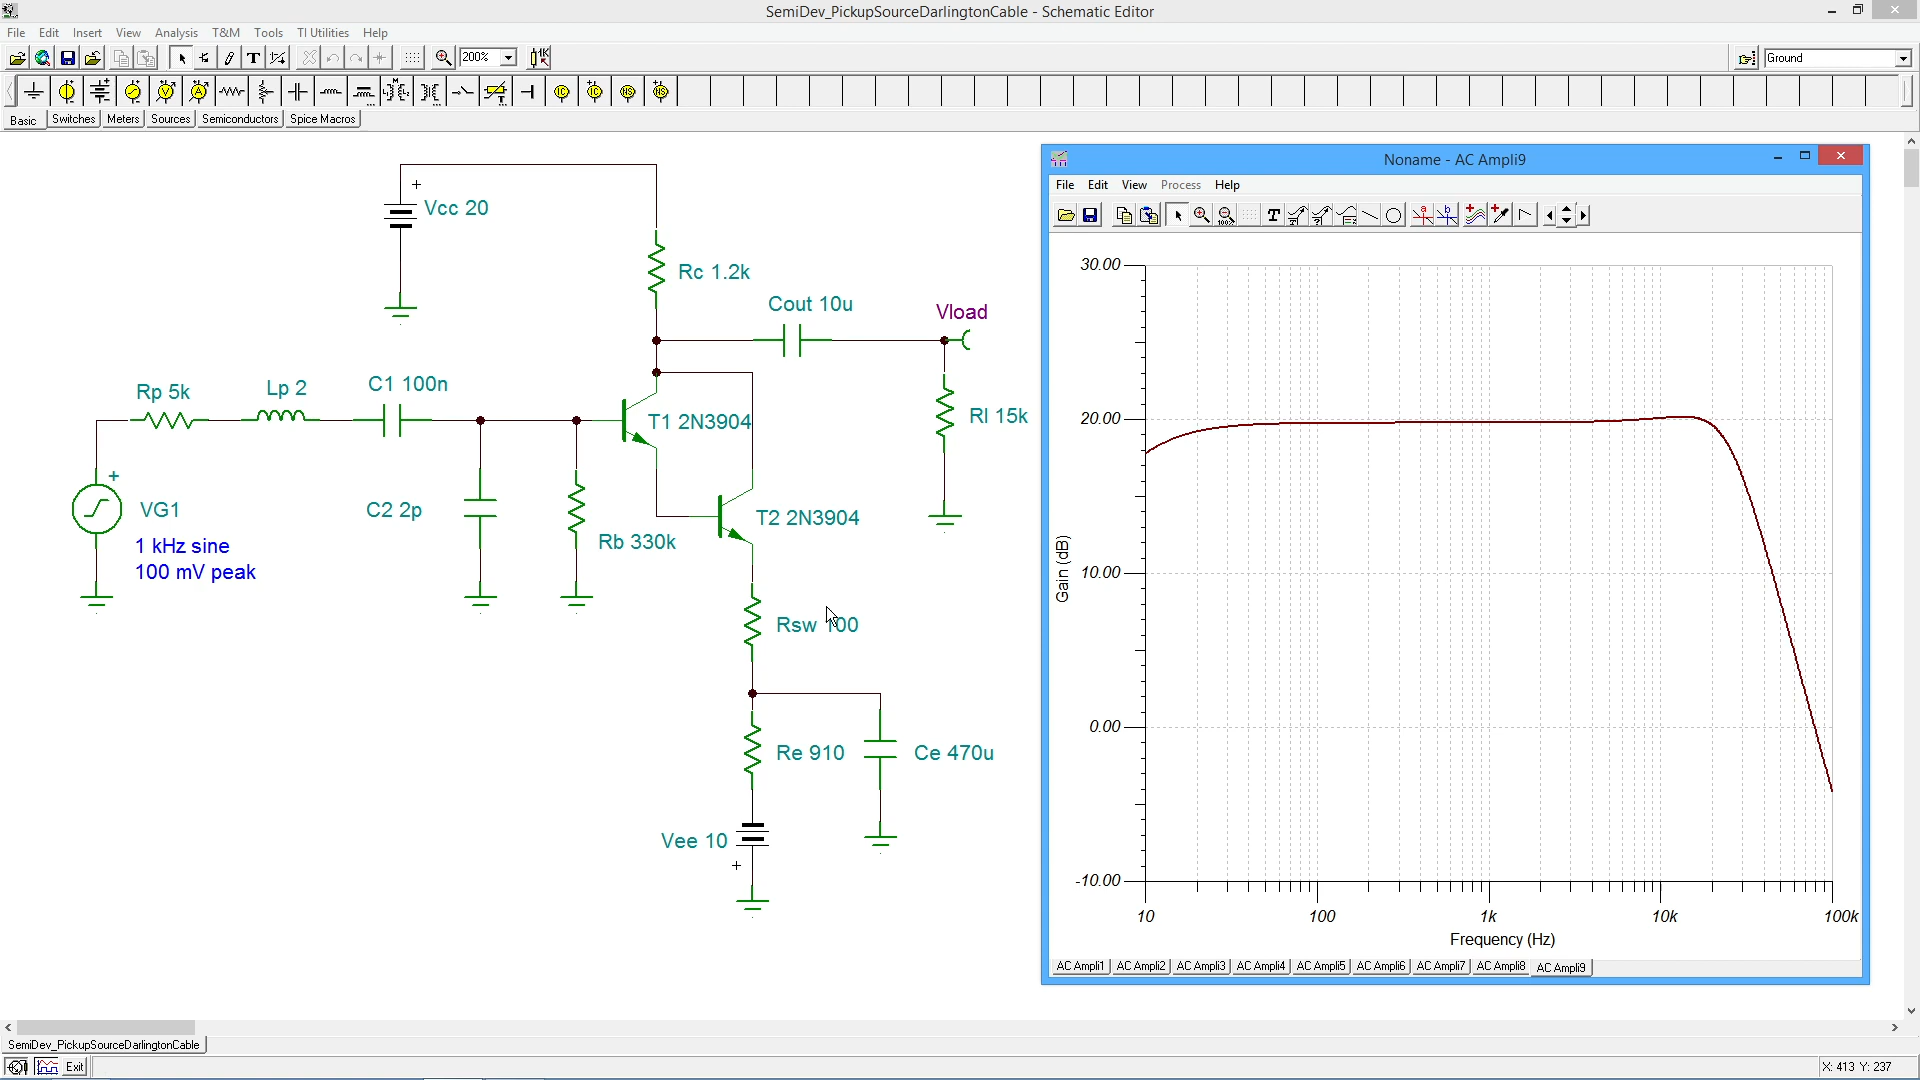 SemiDev_PickupSourceDarlingtonCable - Schematic Editor
File Edit Insert View Analysis T&M Tools TI Utilities Help
200%
Ground
Basic Switches Meters Sources Semiconductors Spice Macros
Vcc 20
Rc 1.2k
Cout 10u
Vload
Rp 5k
Lp 2
C1 100n
T1 2N3904
Rl 15k
VG1
1 kHz sine
100 mV peak
C2 2p
Rb 330k
T2 2N3904
Rsw 100
Re 910
Ce 470u
Vee 10
Noname - AC Ampli9
File Edit View Process Help
30.00
20.00
10.00
0.00
-10.00
Gain (dB)
10 100 1k 10k 100k
Frequency (Hz)
AC Ampli1 AC Ampli2 AC Ampli3 AC Ampli4 AC Ampli5 AC Ampli6 AC Ampli7 AC Ampli8 AC Ampli9
SemiDev_PickupSourceDarlingtonCable
Exit
X: 413 Y: 237